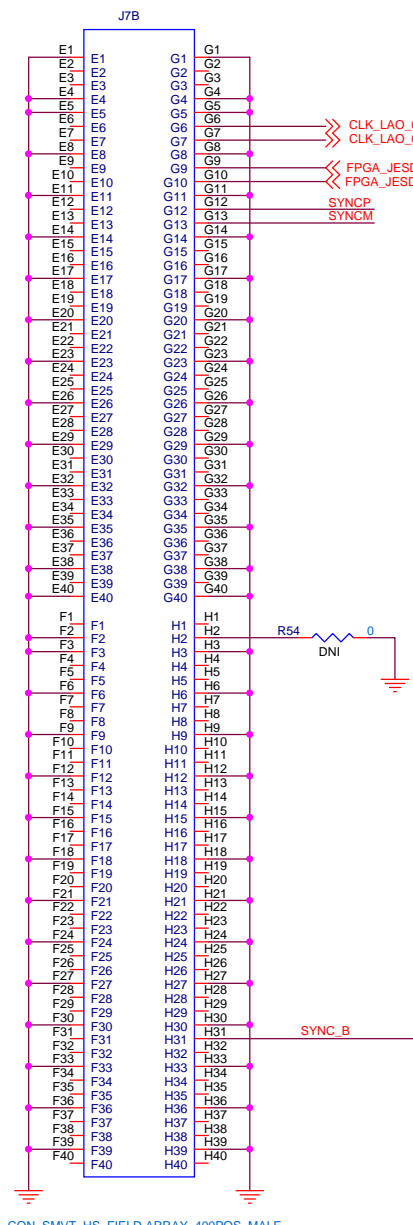 J7B
E1 E1 G1 G1
E2 E2 G2 G2
E3 E3 G3 G3
E4 E4 G4 G4
E5 E5 G5 G5
E6 E6 G6 G6 CLK_LAO_
E7 E7 G7 G7 CLK_LAO_
E8 E8 G8 G8
E9 E9 G9 G9 FPGA_JESD
E10 E10 G10 G10 FPGA_JESD
E11 E11 G11 G11
E12 E12 G12 G12 SYNCP
E13 E13 G13 G13 SYNCM
E14 E14 G14 G14
E15 E15 G15 G15
E16 E16 G16 G16
E17 E17 G17 G17
E18 E18 G18 G18
E19 E19 G19 G19
E20 E20 G20 G20
E21 E21 G21 G21
E22 E22 G22 G22
E23 E23 G23 G23
E24 E24 G24 G24
E25 E25 G25 G25
E26 E26 G26 G26
E27 E27 G27 G27
E28 E28 G28 G28
E29 E29 G29 G29
E30 E30 G30 G30
E31 E31 G31 G31
E32 E32 G32 G32
E33 E33 G33 G33
E34 E34 G34 G34
E35 E35 G35 G35
E36 E36 G36 G36
E37 E37 G37 G37
E38 E38 G38 G38
E39 E39 G39 G39
E40 E40 G40 G40
F1 F1 H1 H1
F2 F2 H2 H2 R54 0
DNI
F3 F3 H3 H3
F4 F4 H4 H4
F5 F5 H5 H5
F6 F6 H6 H6
F7 F7 H7 H7
F8 F8 H8 H8
F9 F9 H9 H9
F10 F10 H10 H10
F11 F11 H11 H11
F12 F12 H12 H12
F13 F13 H13 H13
F14 F14 H14 H14
F15 F15 H15 H15
F16 F16 H16 H16
F17 F17 H17 H17
F18 F18 H18 H18
F19 F19 H19 H19
F20 F20 H20 H20
F21 F21 H21 H21
F22 F22 H22 H22
F23 F23 H23 H23
F24 F24 H24 H24
F25 F25 H25 H25
F26 F26 H26 H26
F27 F27 H27 H27
F28 F28 H28 H28
F29 F29 H29 H29
F30 F30 H30 H30
F31 F31 H31 H31 SYNC_B
F32 F32 H32 H32
F33 F33 H33 H33
F34 F34 H34 H34
F35 F35 H35 H35
F36 F36 H36 H36
F37 F37 H37 H37
F38 F38 H38 H38
F39 F39 H39 H39
F40 F40 H40 H40
CON_SMVT_HS_FIELD ARRAY_400POS_MALE